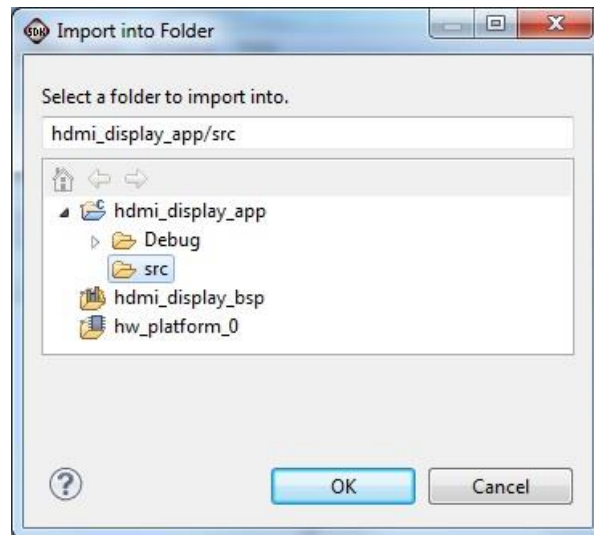 Import into Folder
Select a folder to import into.
hdmi_display_app/src
hdmi_display_app
Debug
src
hdmi_display_bsp
hw_platform_0
OK
Cancel